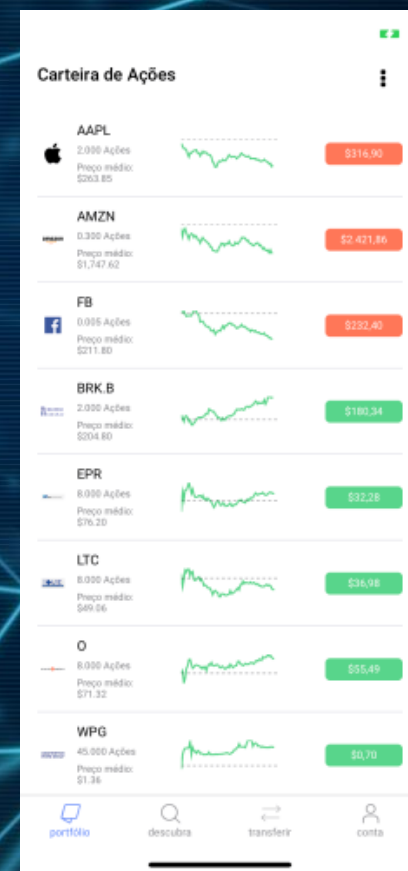 Carteira de Ações
AAPL
2.000 Ações
Preço médio:
$263.85
$316,90
AMZN
0.300 Ações
Preço médio:
$1,747.62
$2.421,86
FB
0.005 Ações
Preço médio:
$211.80
$232,40
BRK.B
2.000 Ações
Preço médio:
$204.80
$180,34
EPR
8.000 Ações
Preço médio:
$76.20
$32,28
LTC
8.000 Ações
Preço médio:
$49.06
$36,98
O
8.000 Ações
Preço médio:
$71.32
$55,49
WPG
45.000 Ações
Preço médio:
$1.36
$0,70
portfólio
descubra
transferir
conta